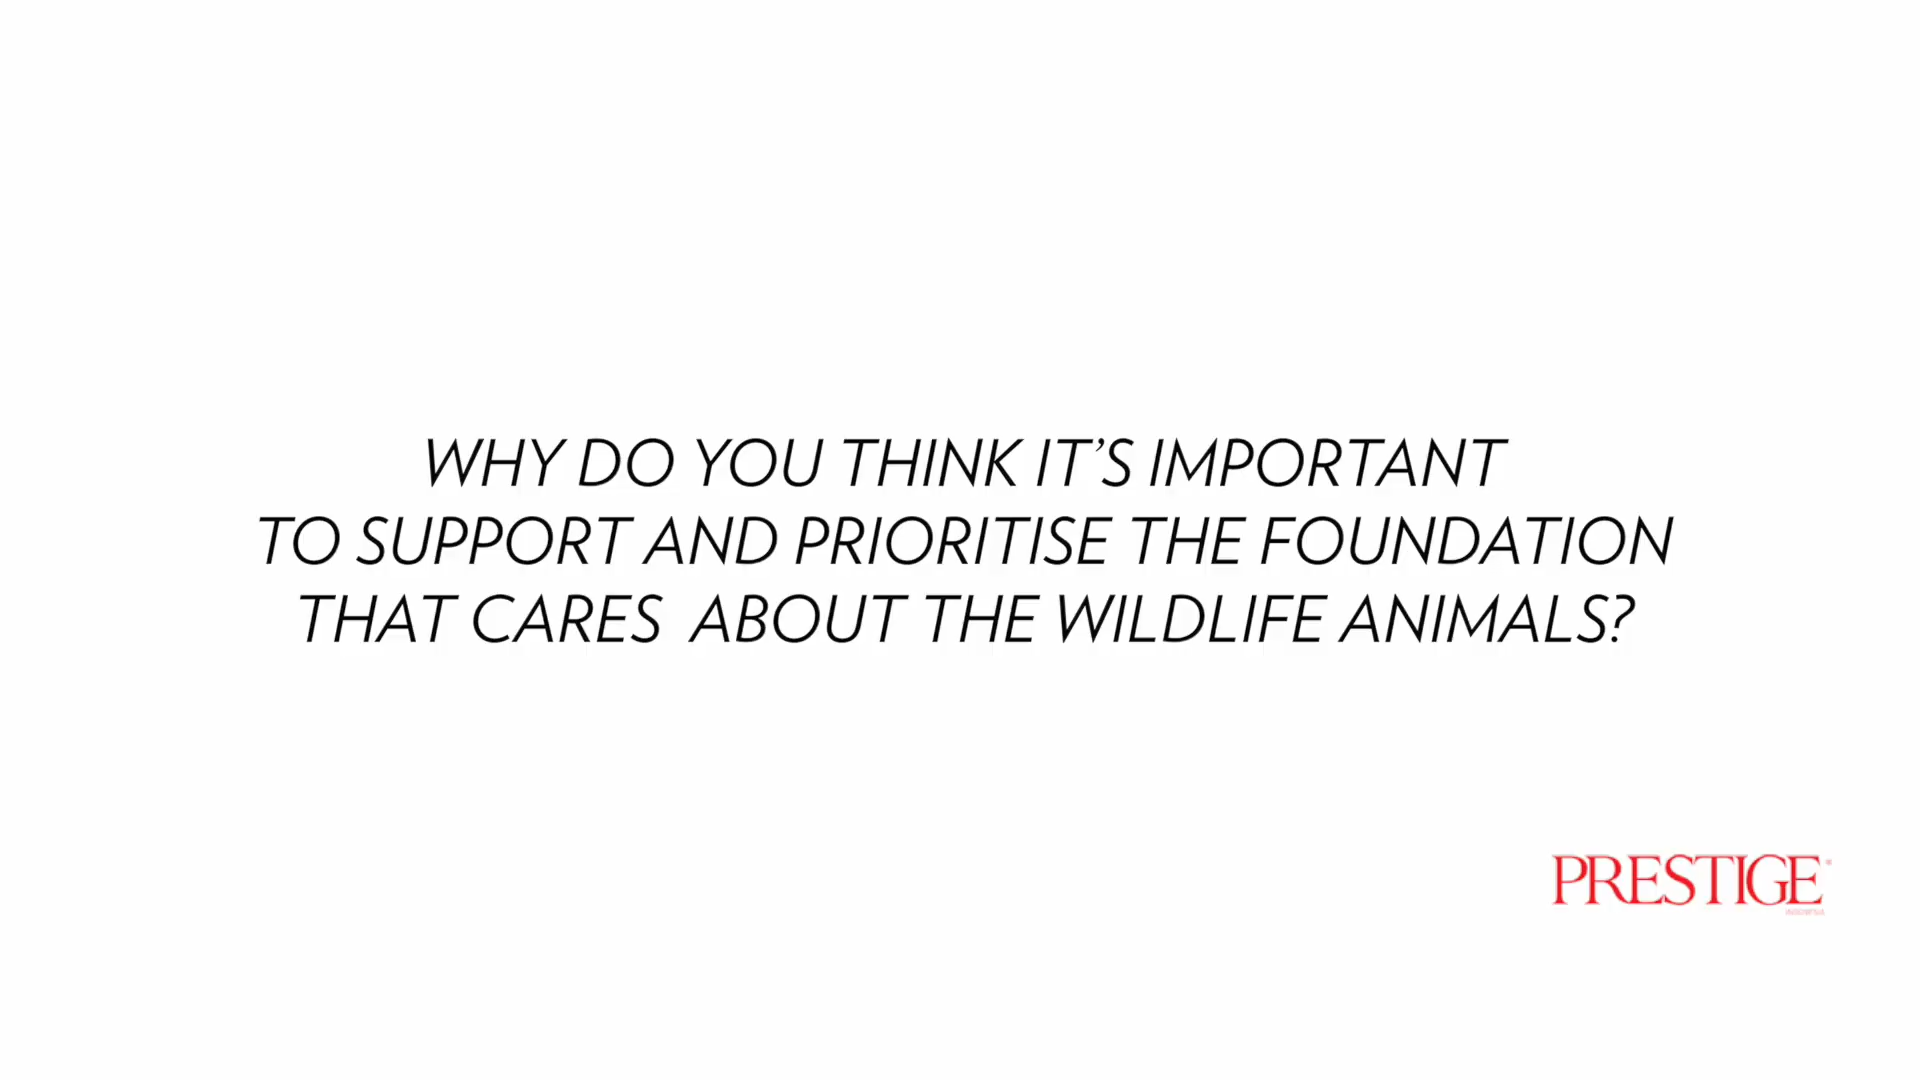 WHY DO YOU THINK IT’S IMPORTANT
TO SUPPORT AND PRIORITISE THE FOUNDATION
THAT CARES ABOUT THE WILDLIFE ANIMALS?
PRESTIGE
INDONESIA